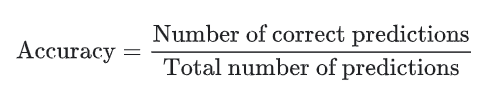 Accuracy = Number of correct predictions
Total number of predictions